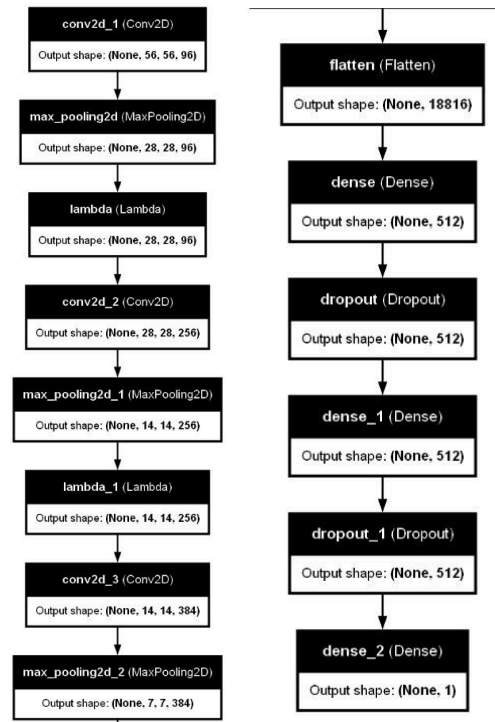 conv2d_1 (Conv2D)
Output shape: (None, 56, 56, 96)
max_pooling2d (MaxPooling2D)
Output shape: (None, 28, 28, 96)
lambda (Lambda)
Output shape: (None, 28, 28, 96)
conv2d_2 (Conv2D)
Output shape: (None, 28, 28, 256)
max_pooling2d_1 (MaxPooling2D)
Output shape: (None, 14, 14, 256)
lambda_1 (Lambda)
Output shape: (None, 14, 14, 256)
conv2d_3 (Conv2D)
Output shape: (None, 14, 14, 384)
max_pooling2d_2 (MaxPooling2D)
Output shape: (None, 7, 7, 384)
flatten (Flatten)
Output shape: (None, 18816)
dense (Dense)
Output shape: (None, 512)
dropout (Dropout)
Output shape: (None, 512)
dense_1 (Dense)
Output shape: (None, 512)
dropout_1 (Dropout)
Output shape: (None, 512)
dense_2 (Dense)
Output shape: (None, 1)